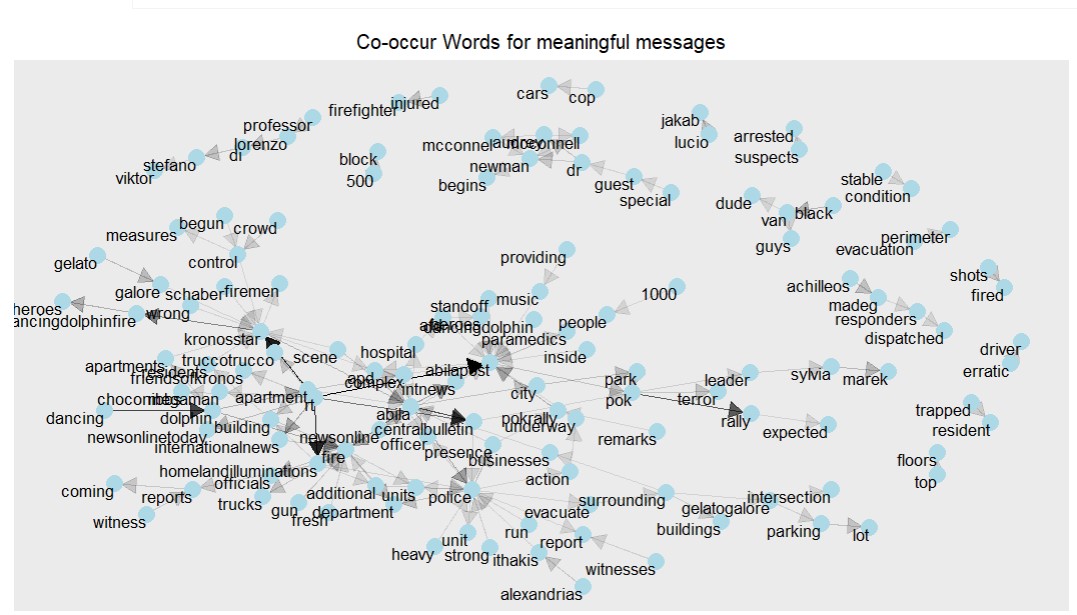 Co-occur Words for meaningful messages
cars
cop
firefighter
injured
professor
lorenzo
di
stefano
viktor
block
500
mcconnel
audrey
mcconnell
newman
begins
dr
guest
special
jakab
lucio
arrested
suspects
stable
condition
dude
van
black
guys
perimeter
evacuation
shots
fired
measures
begun
crowd
control
gelato
galore
schaber
firemen
heroes
ancingdolphinfire
wrong
kronosstar
providing
music
standoff
dancingdolphin
1000
people
paramedics
inside
achilleos
madeg
responders
dispatched
driver
erratic
apartments
residents
truccotrucco
scene
hospital
friendsofkronos
complex
intnews
abilapost
city
park
pok
leader
terror
sylvia
marek
rally
expected
trapped
resident
floors
top
dancing
dolphin
megaman
apartment
rt
building
newsonlinetoday
internationalnews
newsonline
fire
abila
centralbulletin
officer
presence
pokrally
underway
remarks
businesses
action
homelandilluminations
officials
coming
reports
witness
trucks
gun
fresh
additional
department
units
police
evacuate
surrounding
gelatogalore
buildings
intersection
parking
lot
heavy
unit
strong
ithakis
run
report
witnesses
alexandrias